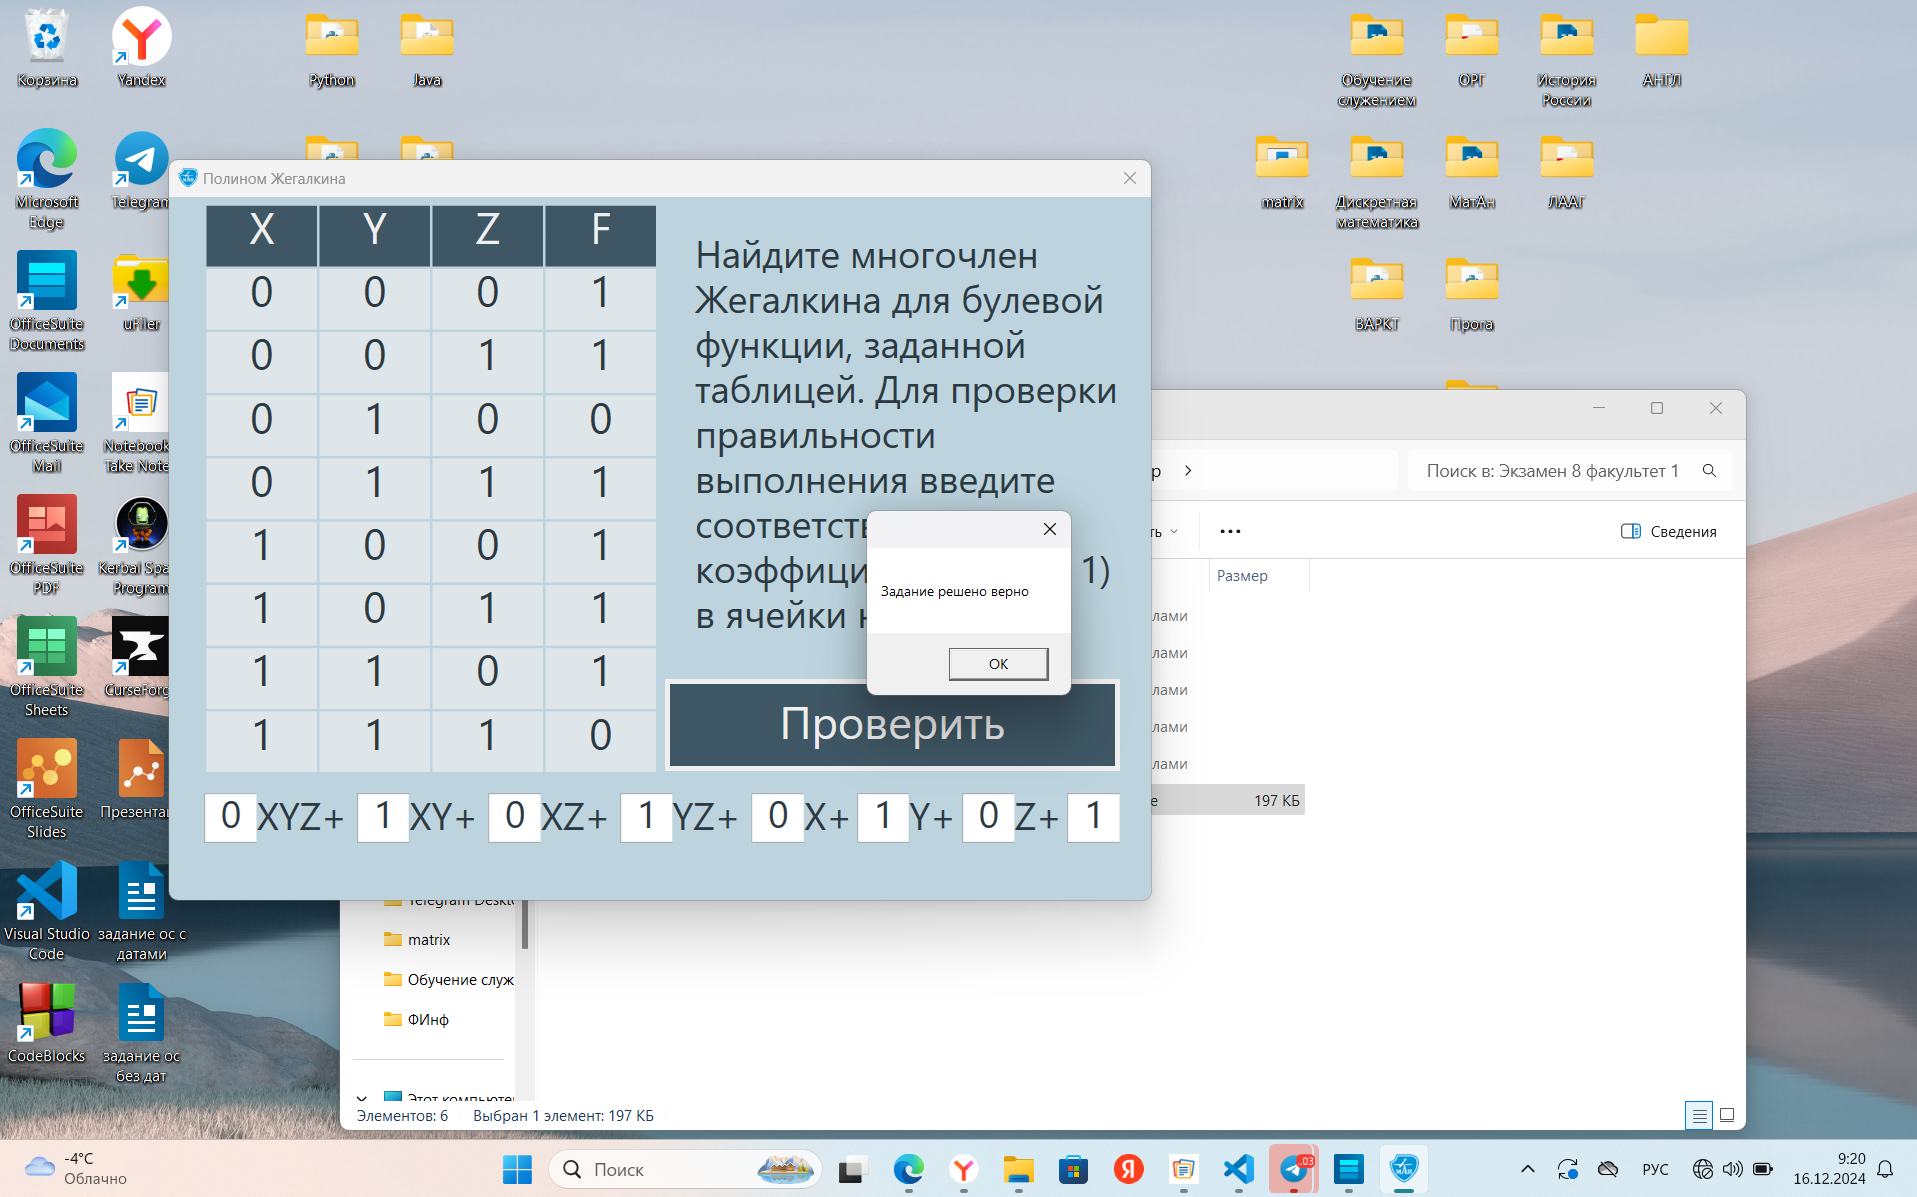 Корзина
Yandex
Python
Java
Обучение
служением
ОРГ
История
России
АНГЛ
Microsoft
Edge
Telegram
matrix
Дискретная
математика
МатАн
ЛААГ
OfficeSuite
Documents
uFiler
ВАРКТ
Прога
OfficeSuite
Mail
Notebook
Take Note
OfficeSuite
PDF
Kerbal Spa
Program
OfficeSuite
Sheets
CurseForg
OfficeSuite
Slides
Презента
Visual Studio
Code
задание ос с
датами
CodeBlocks
задание ос
без дат
Полином Жегалкина
X Y Z F
0 0 0 1
0 0 1 1
0 1 0 0
0 1 1 1
1 0 0 1
1 0 1 1
1 1 0 1
1 1 1 0
Найдите многочлен
Жегалкина для булевой
функции, заданной
таблицей. Для проверки
правильности
выполнения введите
соответств
коэффици 1)
в ячейки
Задание решено верно
OK
Проверить
0 XYZ+ 1 XY+ 0 XZ+ 1 YZ+ 0 X+ 1 Y+ 0 Z+ 1
р
Поиск в: Экзамен 8 факультет 1
ть
Сведения
Размер
лами
лами
лами
лами
лами
е 197 КБ
Telegram Deskt
matrix
Обучение служ
ФИнф
Этот компьюте
Элементов: 6 Выбран 1 элемент: 197 КБ
-4°C
Облачно
Поиск
Я
..03
МАИ
РУС
9:20
16.12.2024